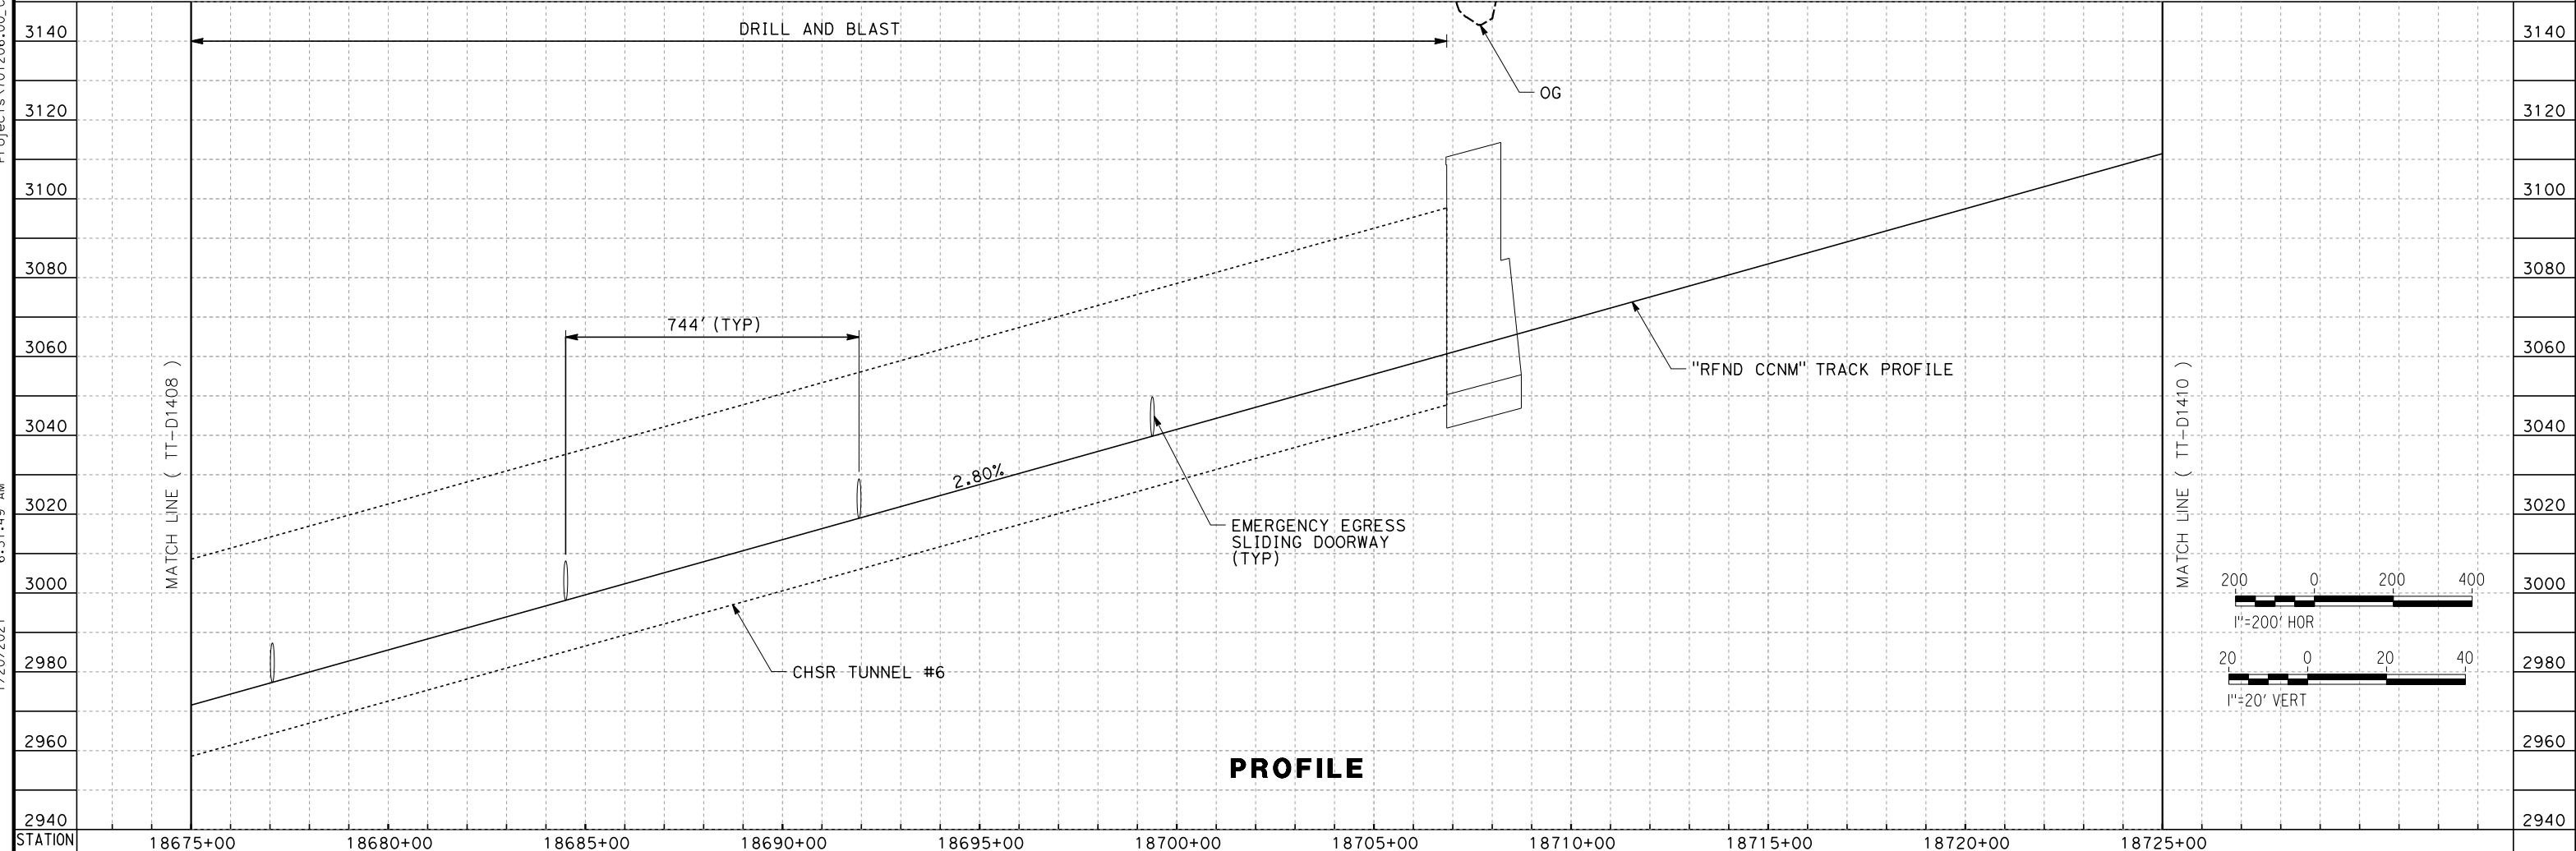 DRILL AND BLAST
OG
3140 3140
3120 3120
3100 3100
3080 3080
3060 3060
3040 3040
3020 3020
3000 3000
2980 2980
2960 2960
2940 2940
MATCH LINE ( TT-D1408 )
744' (TYP)
2.80%
"RFND CCNM" TRACK PROFILE
EMERGENCY EGRESS
SLIDING DOORWAY
(TYP)
CHSR TUNNEL #6
MATCH LINE ( TT-D1410 )
200 0 200 400
1"=200' HOR
20 0 20 40
1"=20' VERT
PROFILE
STATION 18675+00 18680+00 18685+00 18690+00 18695+00 18700+00 18705+00 18710+00 18715+00 18720+00 18725+00